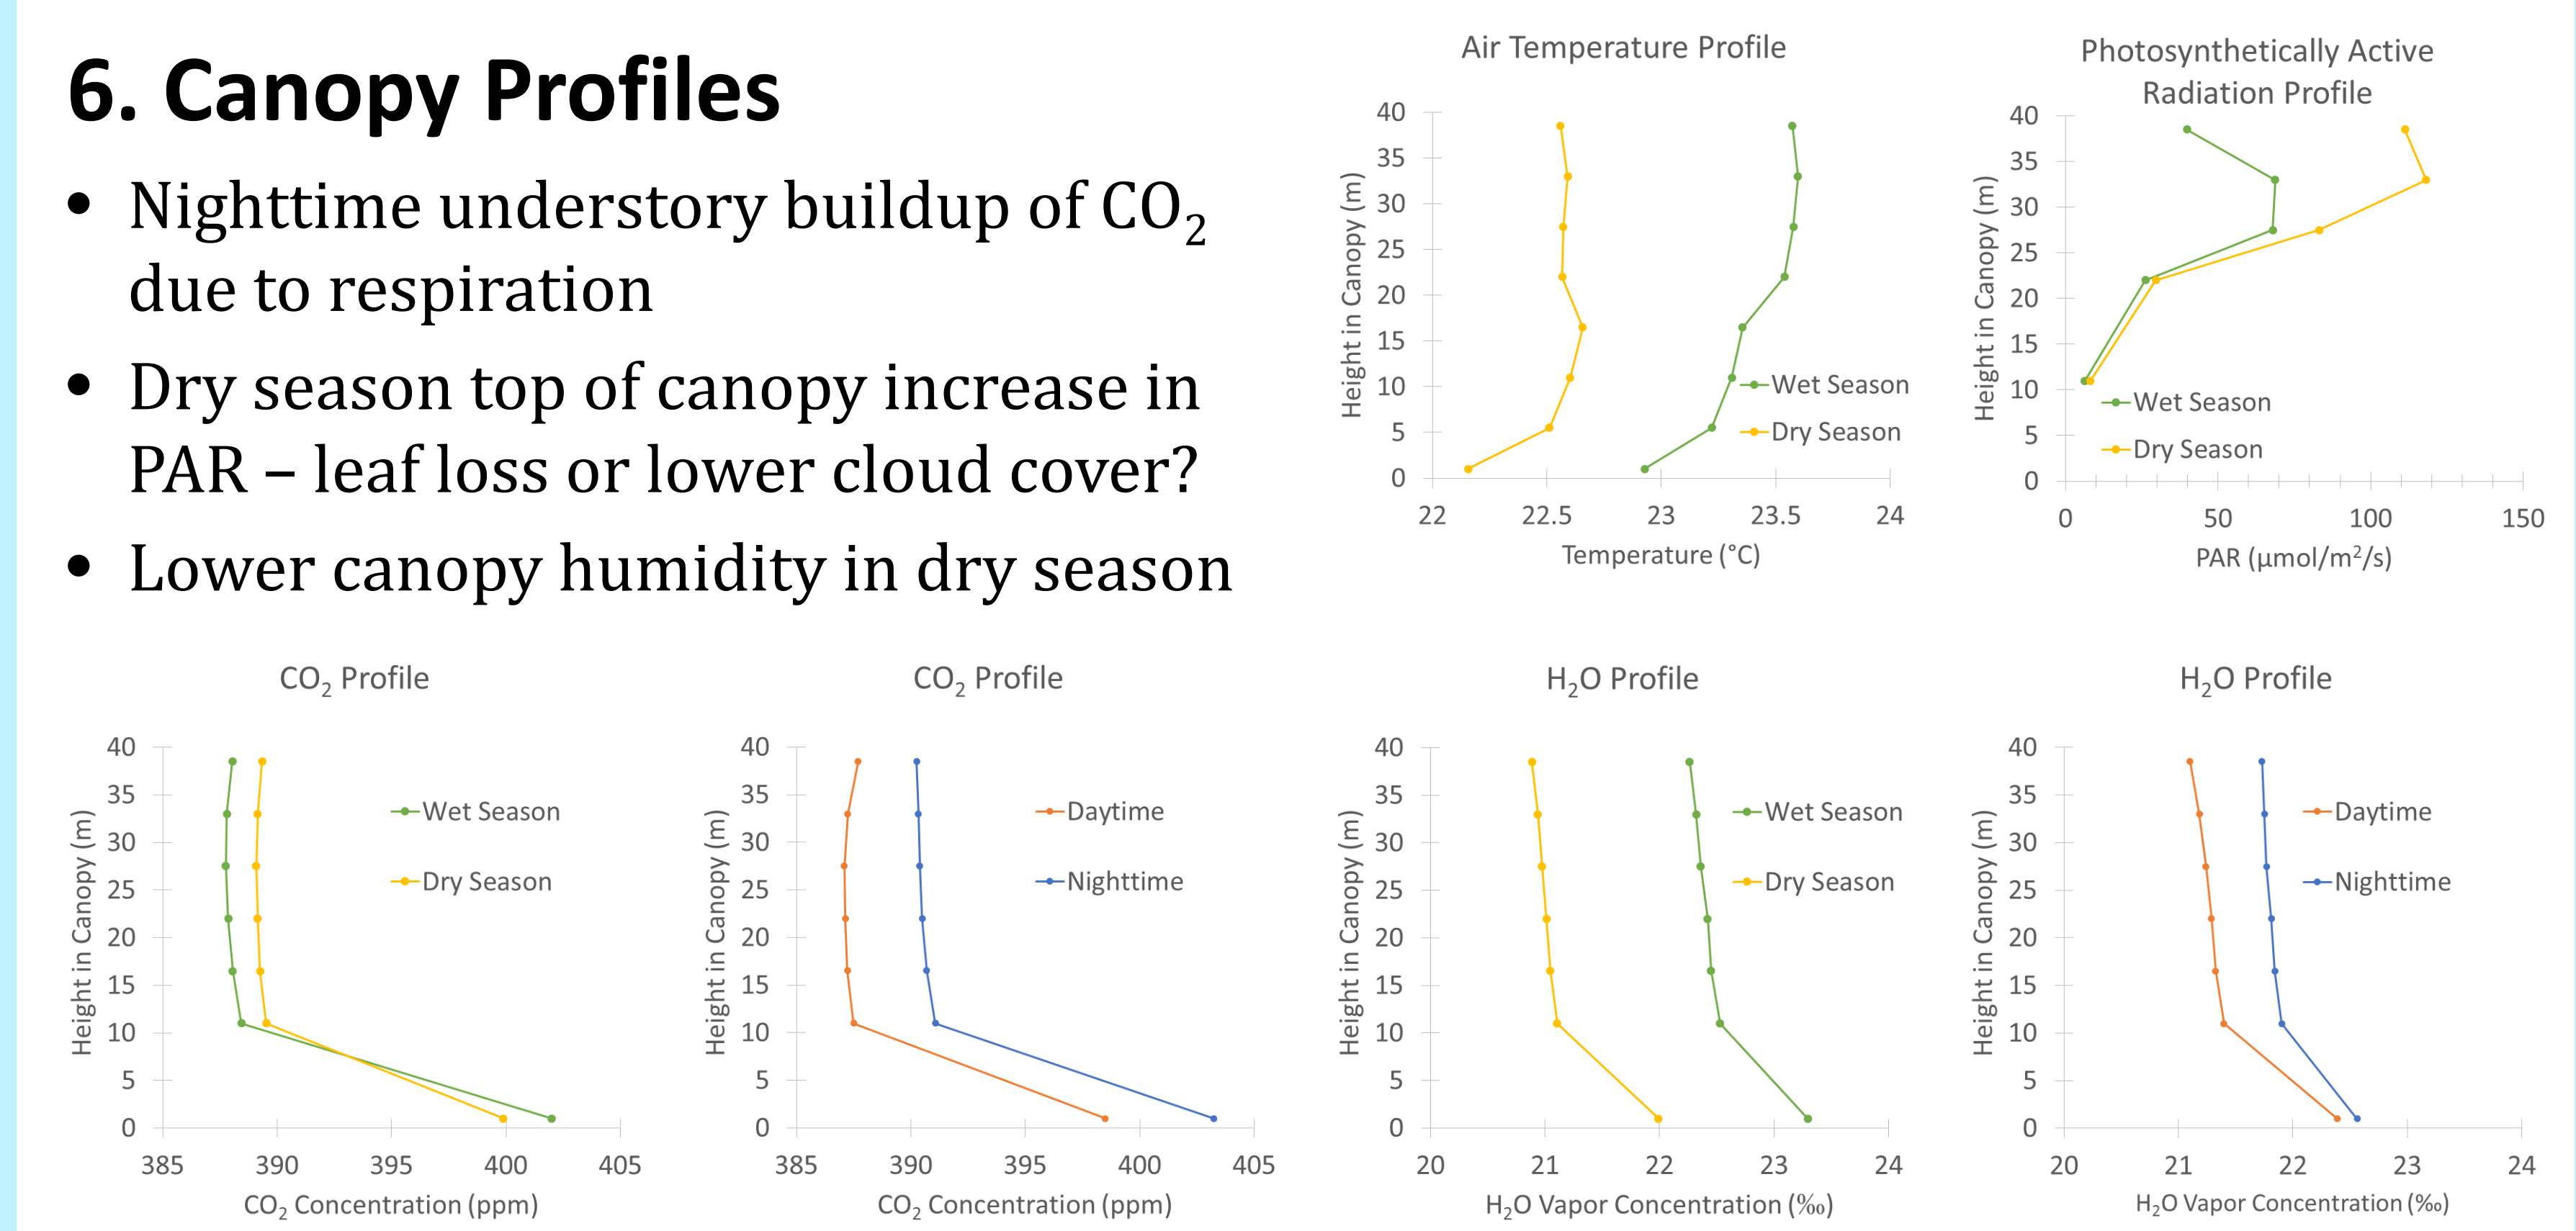 6. Canopy Profiles
• Nighttime understory buildup of CO₂
due to respiration
• Dry season top of canopy increase in
PAR – leaf loss or lower cloud cover?
• Lower canopy humidity in dry season
Air Temperature Profile
Height in Canopy (m)
40
35
30
25
20
15
10
5
0
22 22.5 23 23.5 24
Temperature (°C)
Wet Season
Dry Season
Photosynthetically Active
Radiation Profile
Height in Canopy (m)
40
35
30
25
20
15
10
5
0
0 50 100 150
PAR (µmol/m²/s)
Wet Season
Dry Season
CO₂ Profile
Height in Canopy (m)
40
35
30
25
20
15
10
5
0
385 390 395 400 405
CO₂ Concentration (ppm)
Wet Season
Dry Season
CO₂ Profile
Height in Canopy (m)
40
35
30
25
20
15
10
5
0
385 390 395 400 405
CO₂ Concentration (ppm)
Daytime
Nighttime
H₂O Profile
Height in Canopy (m)
40
35
30
25
20
15
10
5
0
20 21 22 23 24
H₂O Vapor Concentration (‰)
Wet Season
Dry Season
H₂O Profile
Height in Canopy (m)
40
35
30
25
20
15
10
5
0
20 21 22 23 24
H₂O Vapor Concentration (‰)
Daytime
Nighttime